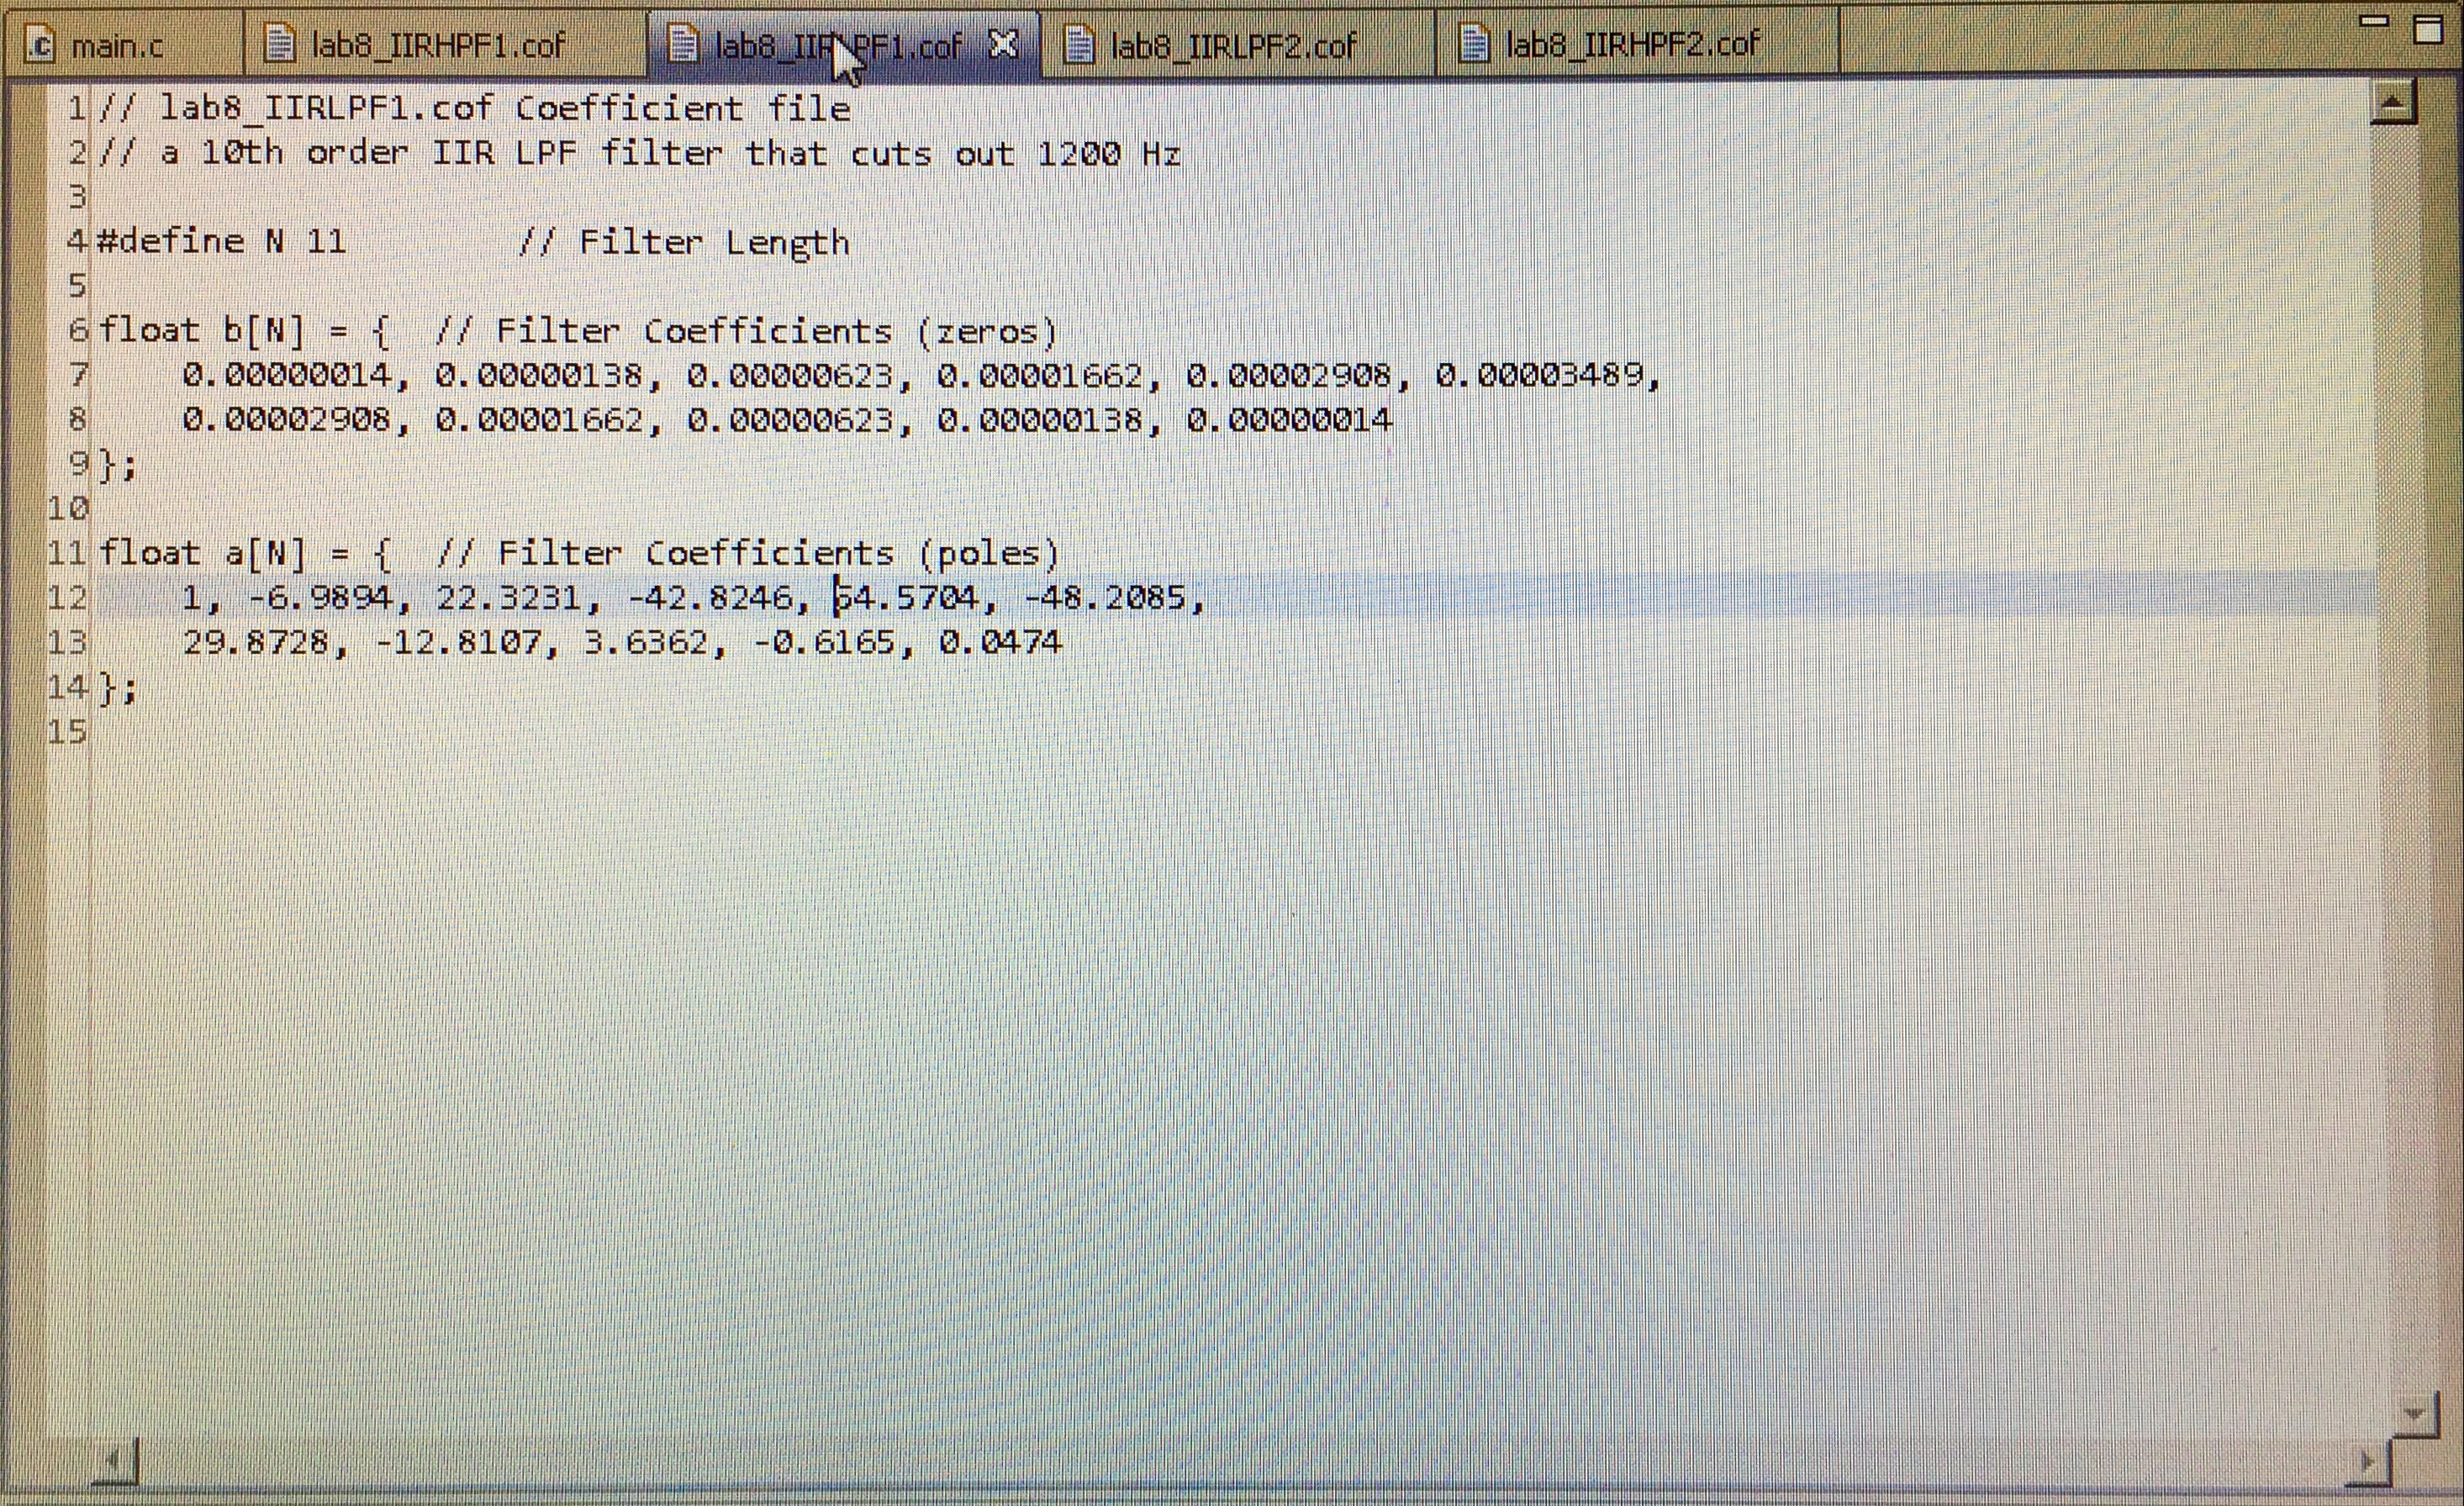 main.c lab8_IIRHPF1.cof lab8_IIRLPF1.cof lab8_IIRLPF2.cof lab8_IIRHPF2.cof
1 // lab8_IIRLPF1.cof Coefficient file
2 // a 10th order IIR LPF filter that cuts out 1200 Hz
3
4 #define N 11 // Filter Length
5
6 float b[N] = { // Filter Coefficients (zeros)
7 0.00000014, 0.00000138, 0.00000623, 0.00001662, 0.00002908, 0.00003489,
8 0.00002908, 0.00001662, 0.00000623, 0.00000138, 0.00000014
9 };
10
11 float a[N] = { // Filter Coefficients (poles)
12 1, -6.9894, 22.3231, -42.8246, 54.5704, -48.2085,
13 29.8728, -12.8107, 3.6362, -0.6165, 0.0474
14 };
15